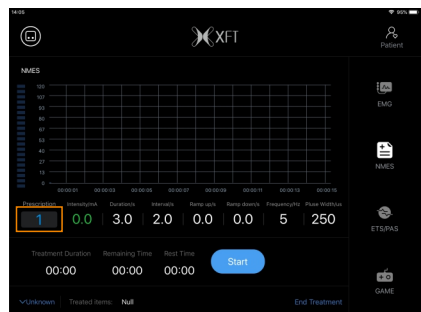 14:05
95%
XFT
Patient
NMES
120
107
93
80
67
53
40
27
13
0
00:00:01 00:00:03 00:00:05 00:00:07 00:00:09 00:00:11 00:00:13 00:00:15
Prescription Intensity/mA Duration/s Interval/s Ramp up/s Ramp down/s Frequency/Hz Pluse Width/us
1 0.0 3.0 2.0 0.0 0.0 5 250
Treatment Duration Remaining Time Rest Time
00:00 00:00 00:00
Start
Unknown Treated items: Null End Treatment
EMG
NMES
ETS/PAS
GAME